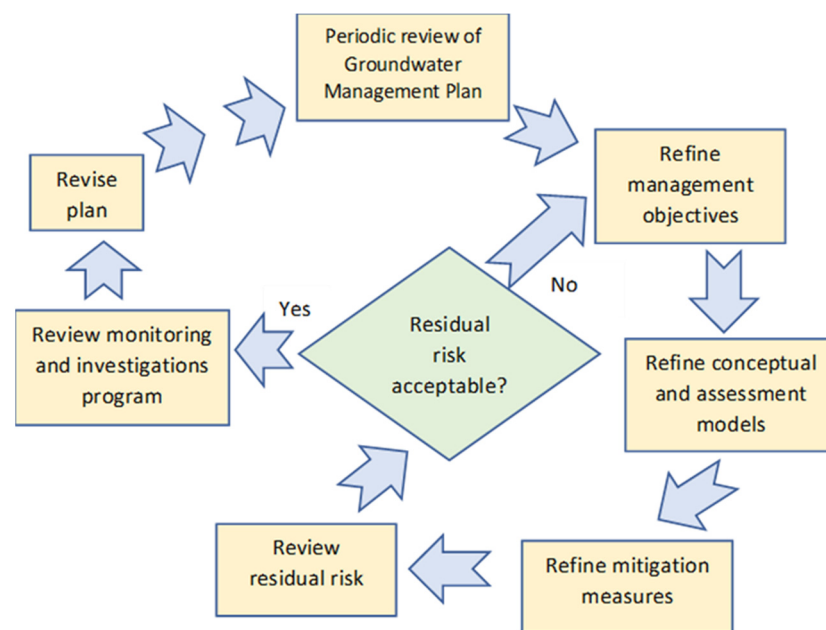 Periodic review of
Groundwater
Management Plan
Refine
management
objectives
Revise
plan
No
Yes
Residual
risk
acceptable?
Review monitoring
and investigations
program
Refine conceptual
and assessment
models
Review
residual risk
Refine mitigation
measures